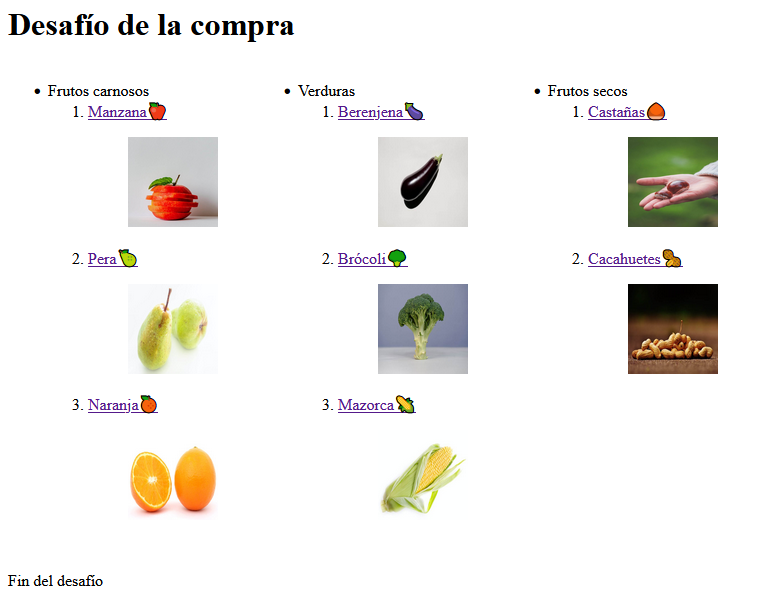 Desafío de la compra
Frutos carnosos
1. Manzana🍎
2. Pera🍐
3. Naranja🍊
Verduras
1. Berenjena🍆
2. Brócoli🥦
3. Mazorca🌽
Frutos secos
1. Castañas🌰
2. Cacahuetes🥜
Fin del desafío